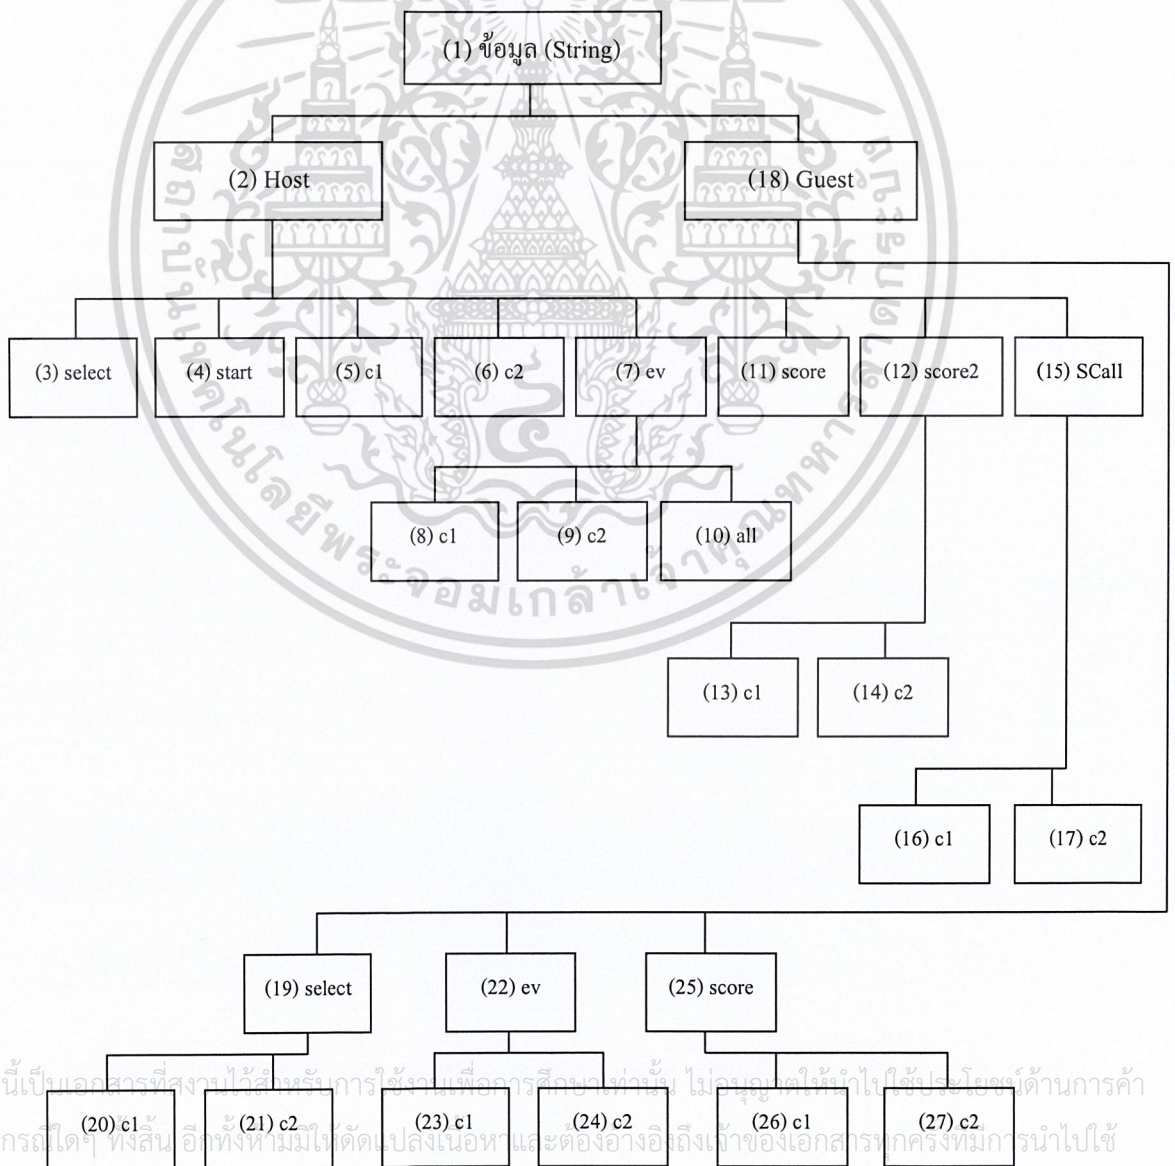 (1) ข้อมูล (String)
(2) Host
(18) Guest
(3) select
(4) start
(5) c1
(6) c2
(7) ev
(11) score
(12) score2
(15) SCall
(8) c1
(9) c2
(10) all
(13) c1
(14) c2
(16) c1
(17) c2
(19) select
(22) ev
(25) score
(20) c1
(21) c2
(23) c1
(24) c2
(26) c1
(27) c2
นี้เป็นเอกสารที่สงวนไว้สำหรับการใช้งานเพื่อการศึกษาเท่านั้น ไม่อนุญาตให้นำไปใช้ประโยชน์ด้านการค้า
กรณีใดๆ ทั้งสิ้น อีกทั้งห้ามมิให้ดัดแปลงเนื้อหาและต้องอ้างอิงถึงเจ้าของเอกสารทุกครั้งที่มีการนำไปใช้